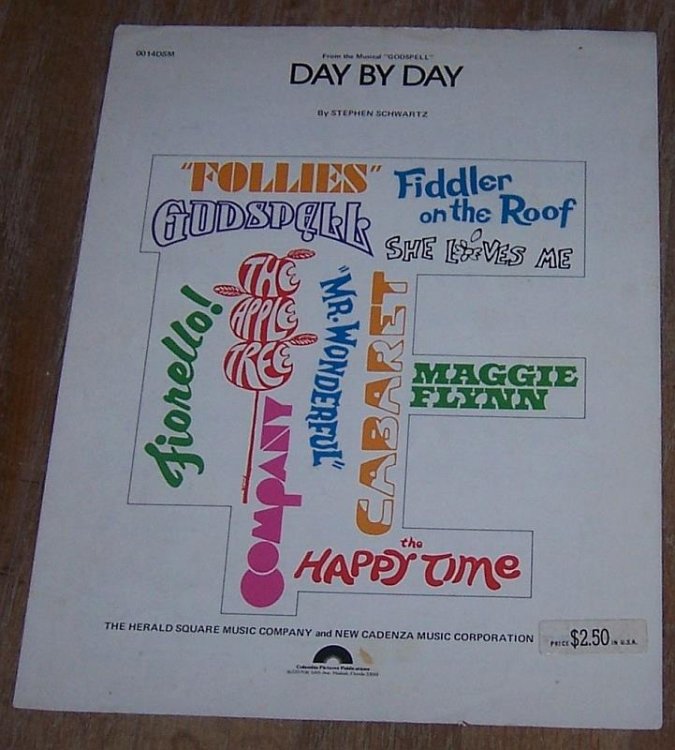 0014DSM
From the Musical "GODSPELL"
DAY BY DAY
By STEPHEN SCHWARTZ
"FOLLIES"
GODSPELL
Fiddler
on the Roof
SHE LOVES ME
Fiorello!
THE
APPLE
TREE
COMPANY
"MR. WONDERFUL"
CABARET
MAGGIE
FLYNN
the
HAPPY TIME
THE HERALD SQUARE MUSIC COMPANY and NEW CADENZA MUSIC CORPORATION
PRICE $2.50 IN U.S.A.
Columbia Pictures Publications